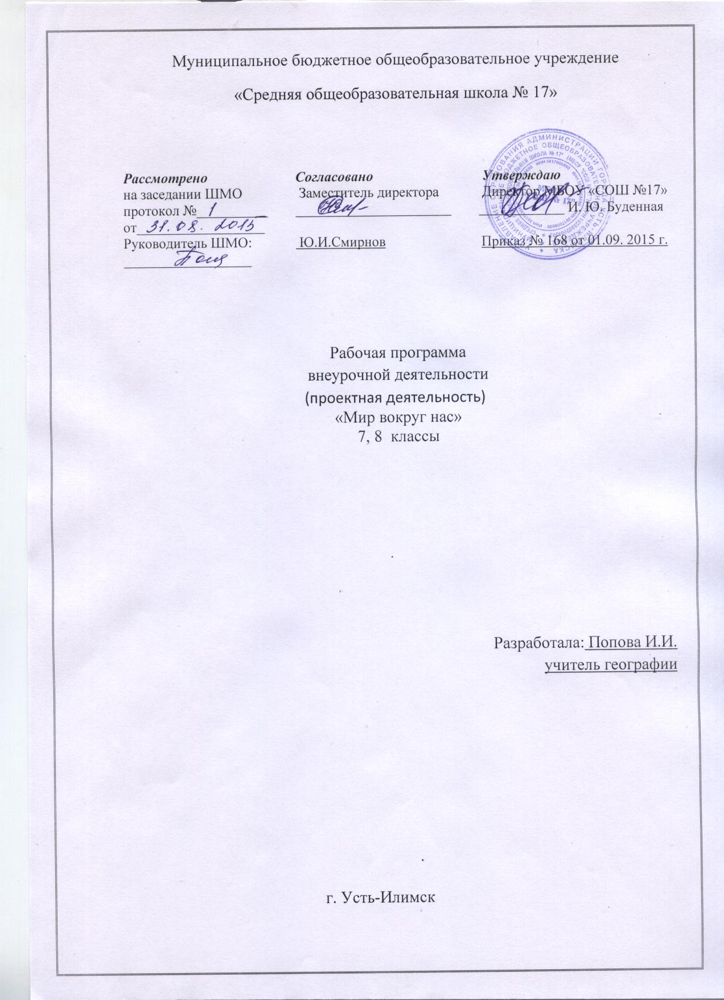 Муниципальное бюджетное общеобразовательное учреждение
«Средняя общеобразовательная школа № 17»
Рассмотрено
на заседании ШМО
протокол № 1
от 31.08. 2015
Руководитель ШМО:
Согласовано
Заместитель директора
Ю.И.Смирнов
Утверждаю
Директор МБОУ «СОШ №17»
И. Ю. Буденная
Приказ № 168 от 01.09. 2015 г.
Рабочая программа
внеурочной деятельности
(проектная деятельность)
«Мир вокруг нас»
7, 8 классы
Разработала: Попова И.И.
учитель географии
г. Усть-Илимск